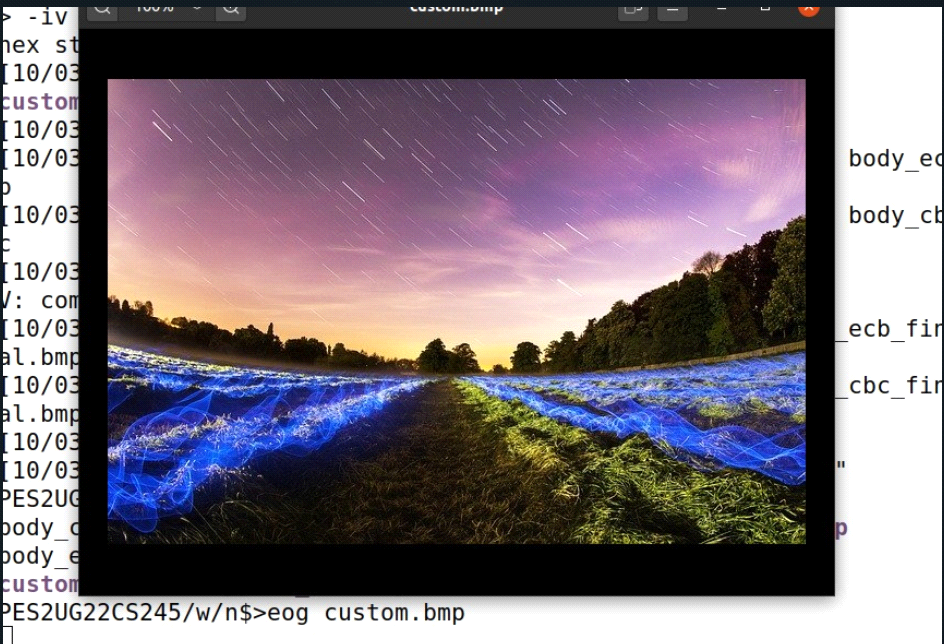 custom.bmp
100%
> -iv
hex st
[10/03
custom
[10/03
[10/03 body_ec
b
[10/03 body_cb
c
[10/03
V: com
[10/03 _ecb_fin
al.bmp
[10/03 _cbc_fin
al.bmp
[10/03
[10/03 "
PES2UG
body_c p
body_e
custom
PES2UG22CS245/w/n$>eog custom.bmp